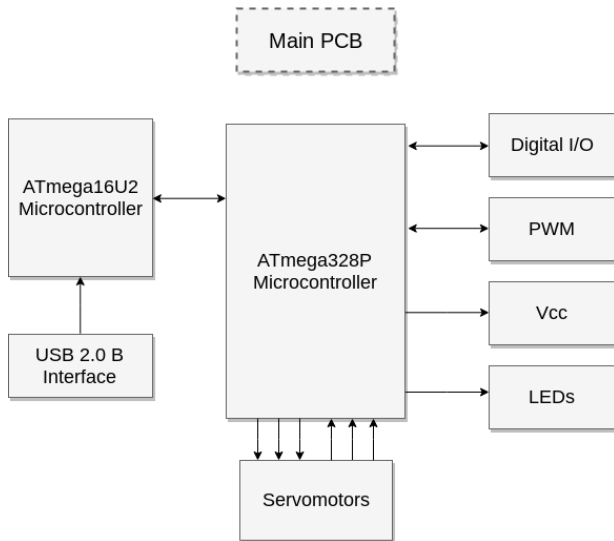 Main PCB
ATmega16U2
Microcontroller
ATmega328P
Microcontroller
Digital I/O
PWM
Vcc
LEDs
USB 2.0 B
Interface
Servomotors